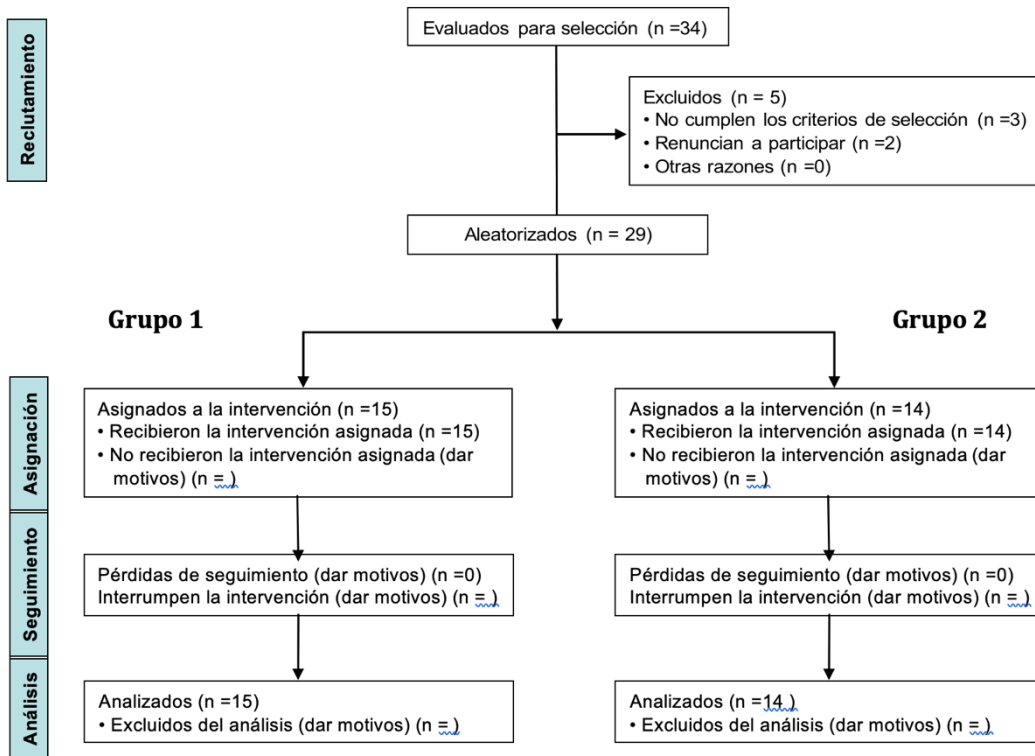 Reclutamiento
Evaluados para selección (n =34)
Excluidos (n = 5)
• No cumplen los criterios de selección (n =3)
• Renuncian a participar (n =2)
• Otras razones (n =0)
Aleatorizados (n = 29)
Grupo 1
Grupo 2
Asignación
Asignados a la intervención (n =15)
• Recibieron la intervención asignada (n =15)
• No recibieron la intervención asignada (dar
motivos) (n = )
Asignados a la intervención (n =14)
• Recibieron la intervención asignada (n =14)
• No recibieron la intervención asignada (dar
motivos) (n = )
Seguimiento
Pérdidas de seguimiento (dar motivos) (n =0)
Interrumpen la intervención (dar motivos) (n = )
Pérdidas de seguimiento (dar motivos) (n =0)
Interrumpen la intervención (dar motivos) (n = )
Análisis
Analizados (n =15)
• Excluidos del análisis (dar motivos) (n = )
Analizados (n =14 )
• Excluidos del análisis (dar motivos) (n = )